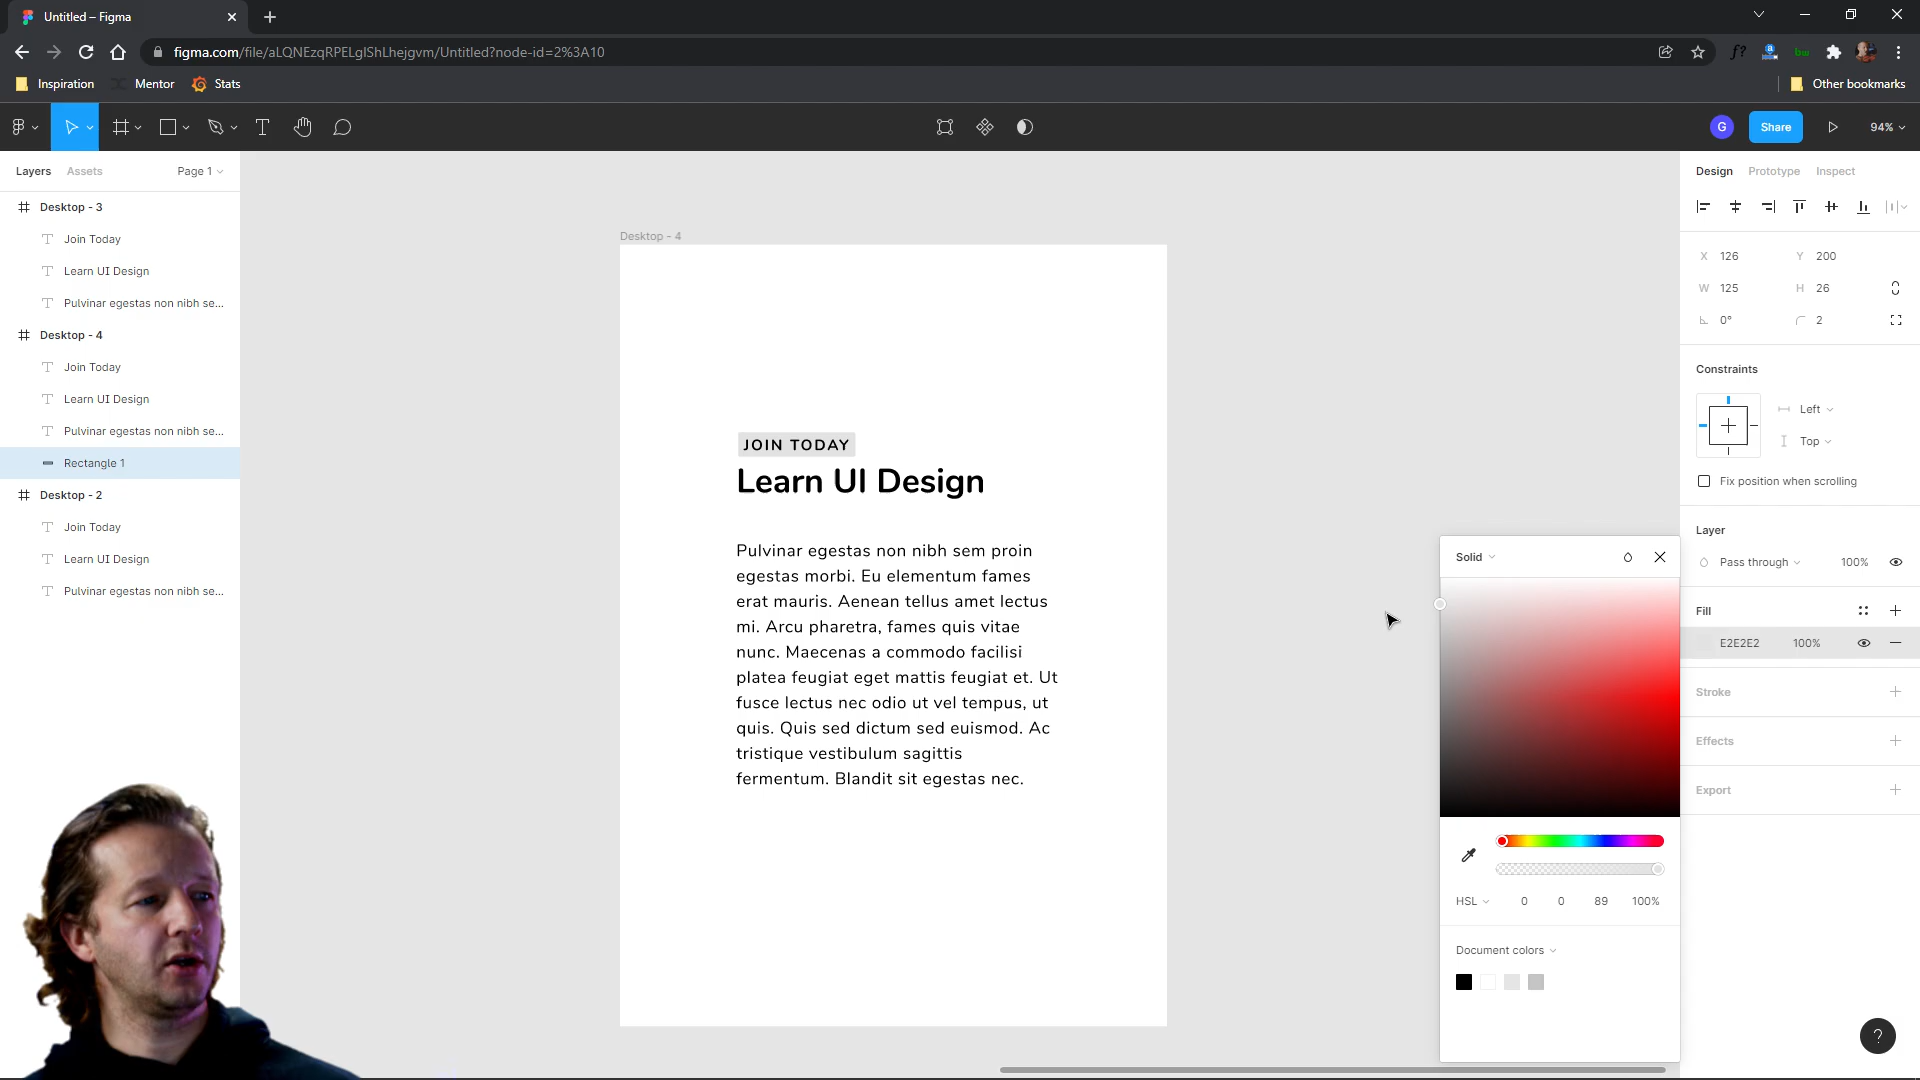 Untitled – Figma
figma.com/file/aLQNEzqRPELgIShLhejgvm/Untitled?node-id=2%3A10
Inspiration
Mentor
Stats
Other bookmarks
G
Share
94%
Layers
Assets
Page 1
Design
Prototype
Inspect
Desktop - 3
Join Today
Learn UI Design
Pulvinar egestas non nibh se...
Desktop - 4
Join Today
Learn UI Design
Pulvinar egestas non nibh se...
Rectangle 1
Desktop - 2
Join Today
Learn UI Design
Pulvinar egestas non nibh se...
Desktop - 4
JOIN TODAY
Learn UI Design
Pulvinar egestas non nibh sem proin
egestas morbi. Eu elementum fames
erat mauris. Aenean tellus amet lectus
mi. Arcu pharetra, fames quis vitae
nunc. Maecenas a commodo facilisi
platea feugiat eget mattis feugiat et. Ut
fusce lectus nec odio ut vel tempus, ut
quis. Quis sed dictum sed euismod. Ac
tristique vestibulum sagittis
fermentum. Blandit sit egestas nec.
X 126 Y 200
W 125 H 26
0° 2
Constraints
Left
Top
Fix position when scrolling
Layer
Pass through 100%
Fill
E2E2E2 100%
Stroke
Effects
Export
Solid
HSL 0 0 89 100%
Document colors
?